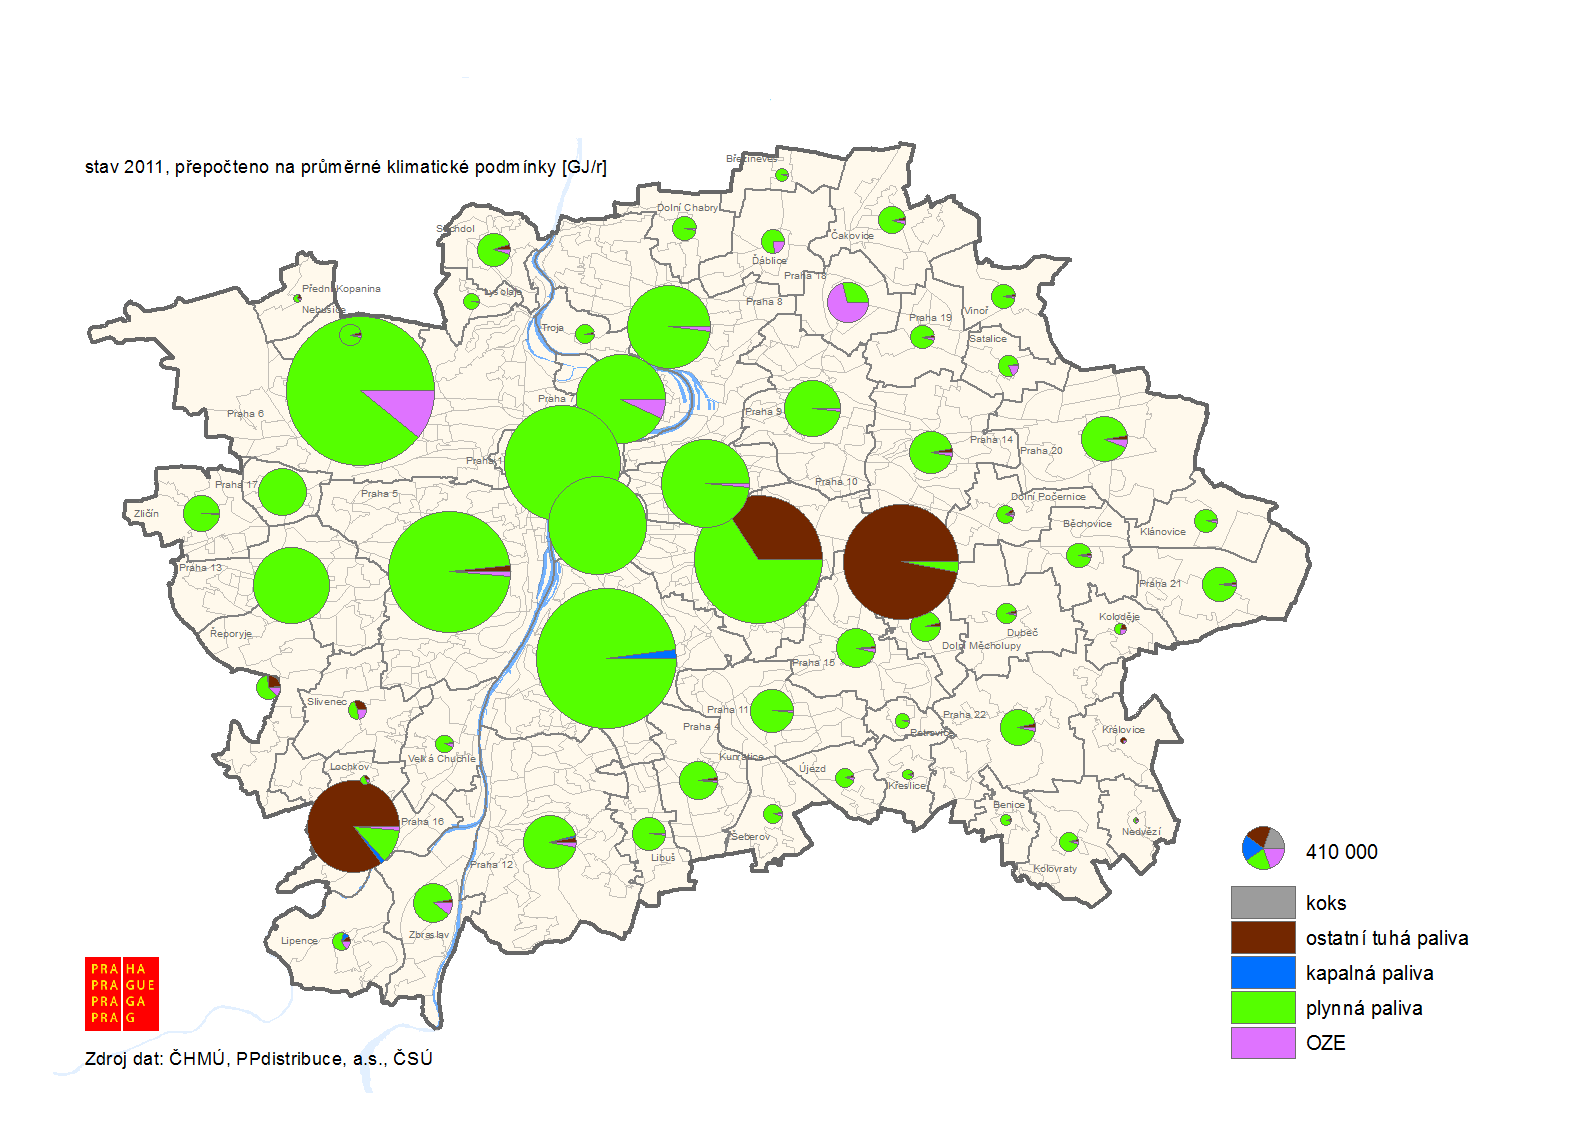 stav 2011, přepočteno na průměrné klimatické podmínky [GJ/r]
Březiněves
Dolní Chabry
Suchdol
Čakovice
Ďáblice
Praha 18
Přední Kopanina
Nebušice
Lysolaje
Praha 8
Troja
Vinoř
Praha 19
Satalice
Praha 7
Praha 6
Praha 9
Praha 14
Praha 20
Praha 1
Praha 17
Praha 5
Praha 10
Zličín
Dolní Počernice
Běchovice
Klánovice
Praha 13
Praha 21
Řeporyje
Koloděje
Dubeč
Dolní Měcholupy
Praha 15
Slivenec
Praha 11
Praha 22
Praha 4
Petrovice
Královice
Velká Chuchle
Kunratice
Lochkov
Újezd
Křeslice
Benice
Praha 16
Nedvězí
Šeberov
Libuš
Praha 12
Kolovraty
Zbraslav
Lipence
410 000
koks
ostatní tuhá paliva
kapalná paliva
plynná paliva
OZE
PRA HA
PRA GUE
PRA GA
PRA G
Zdroj dat: ČHMÚ, PPdistribuce, a.s., ČSÚ